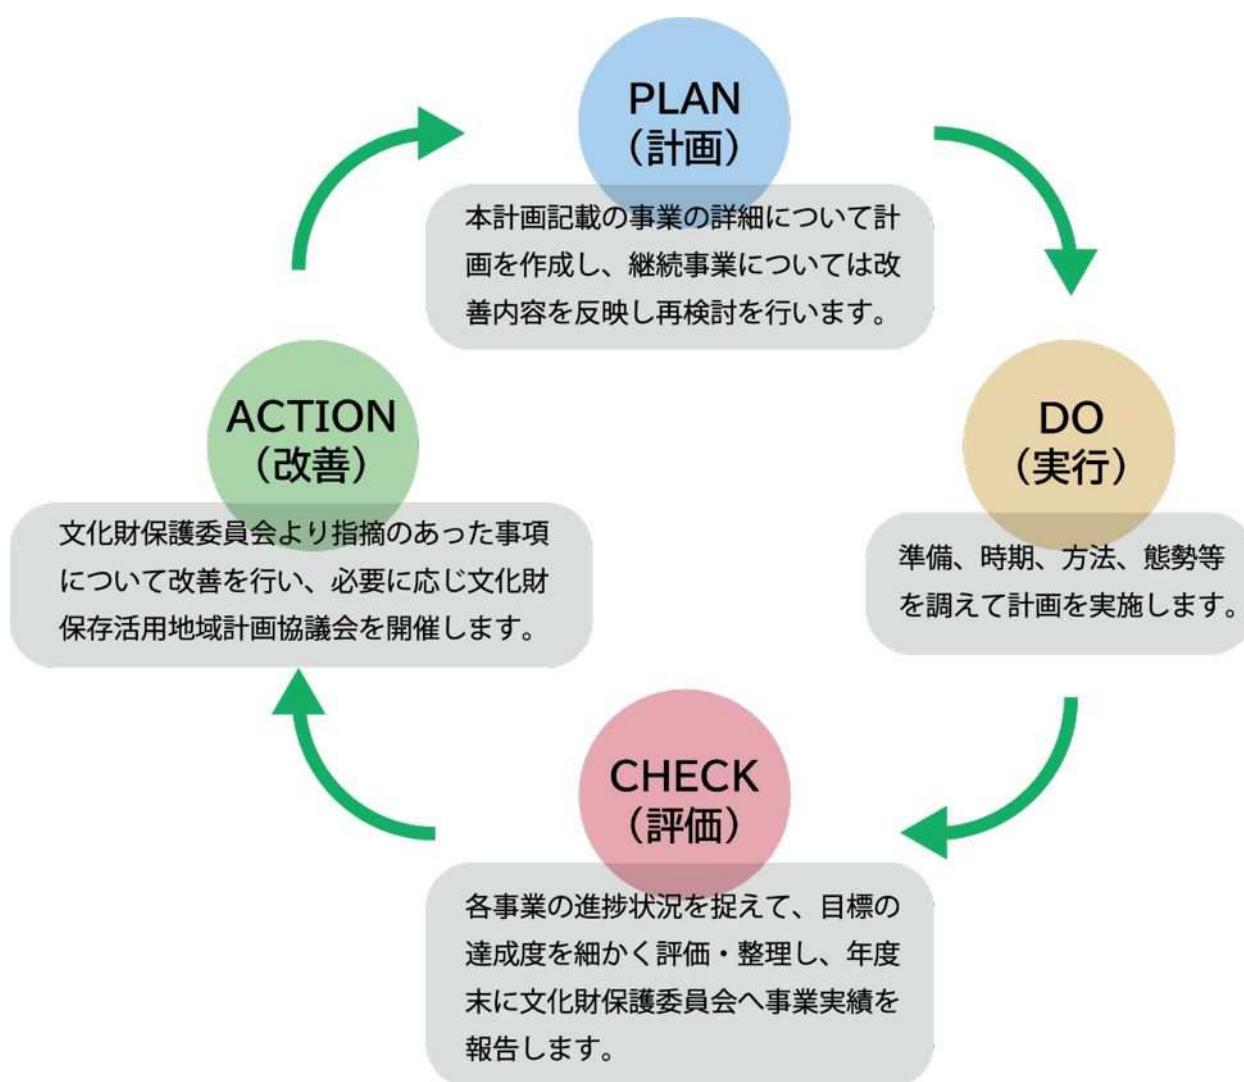 PLAN
（計画）
本計画記載の事業の詳細について計
画を作成し、継続事業については改
善内容を反映し再検討を行います。
DO
（実行）
準備、時期、方法、態勢等
を調えて計画を実施します。
CHECK
（評価）
各事業の進捗状況を捉えて、目標の
達成度を細かく評価・整理し、年度
末に文化財保護委員会へ事業実績を
報告します。
ACTION
（改善）
文化財保護委員会より指摘のあった事項
について改善を行い、必要に応じ文化財
保存活用地域計画協議会を開催します。